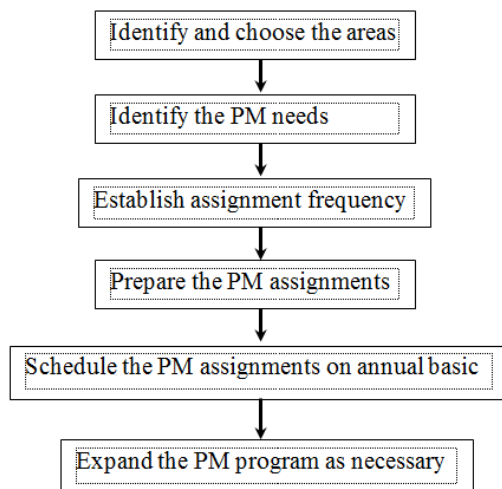 Identify and choose the areas
Identify the PM needs
Establish assignment frequency
Prepare the PM assignments
Schedule the PM assignments on annual basic
Expand the PM program as necessary